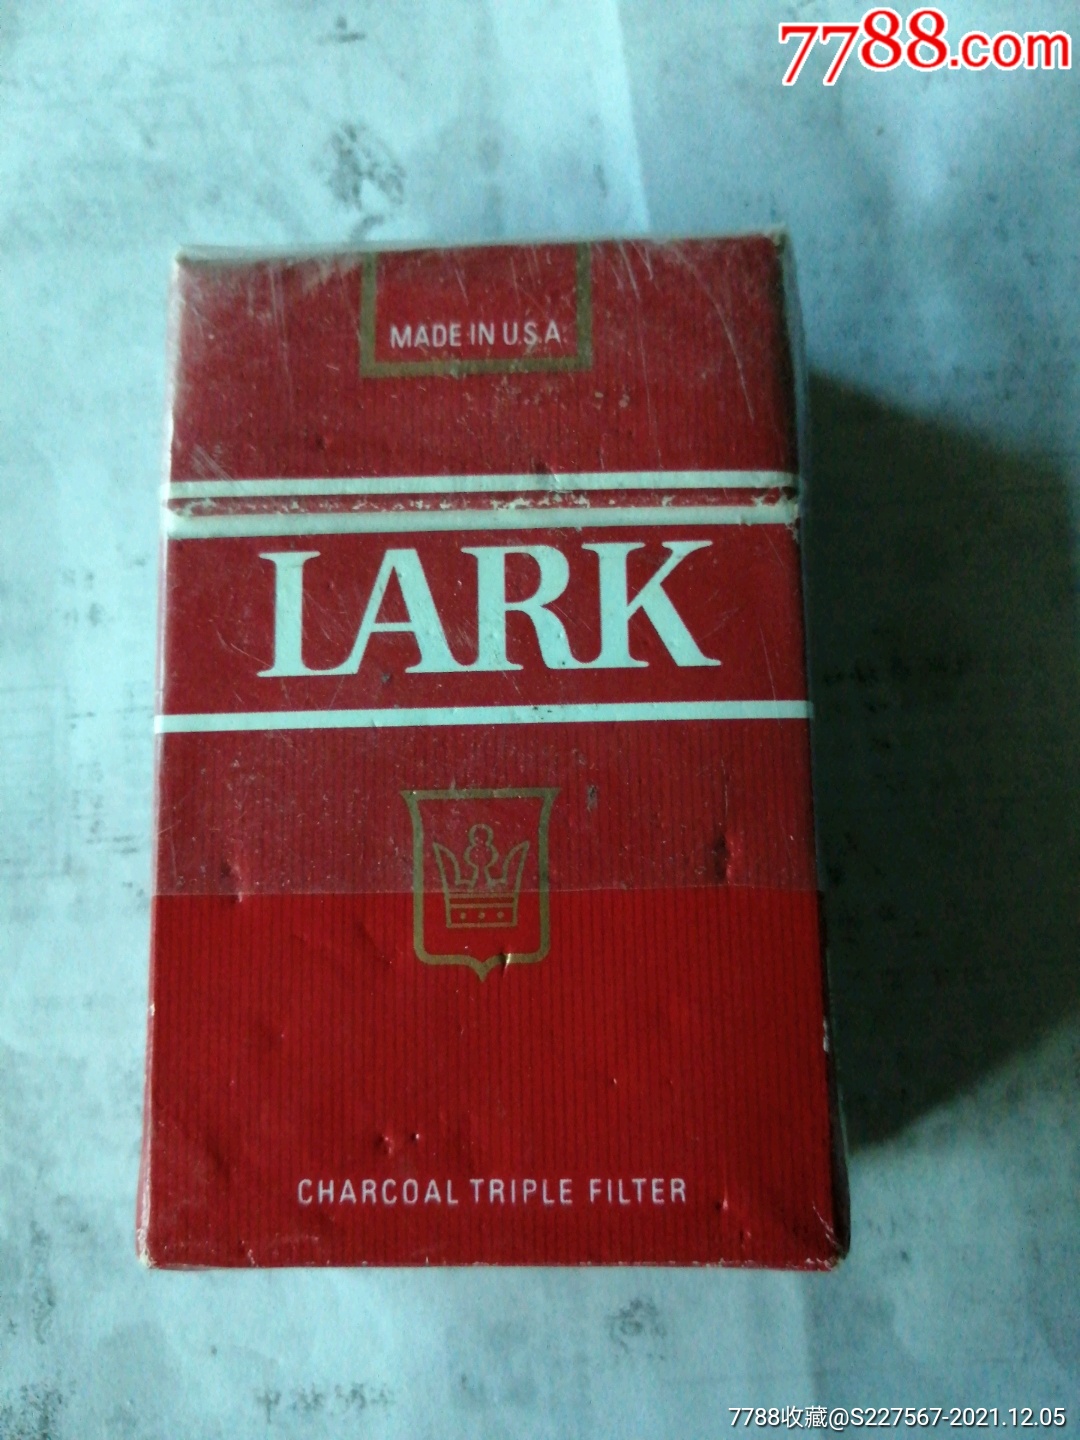 7788.com
MADE IN U.S.A.
LARK
CHARCOAL TRIPLE FILTER
7788收藏@S227567-2021.12.05